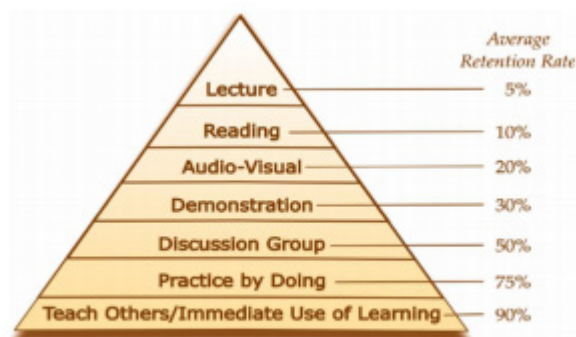 Average
Retention Rate
Lecture 5%
Reading 10%
Audio-Visual 20%
Demonstration 30%
Discussion Group 50%
Practice by Doing 75%
Teach Others/Immediate Use of Learning 90%